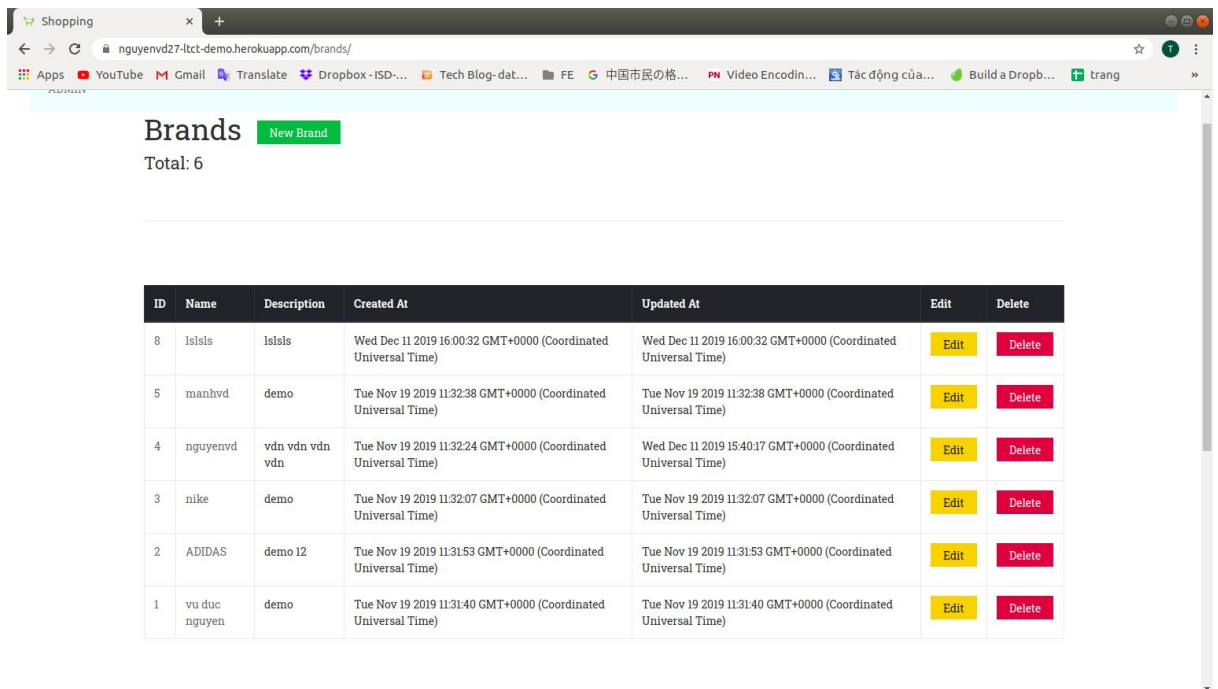 Shopping
nguyenvd27-ltct-demo.herokuapp.com/brands/
T
Apps YouTube Gmail Translate Dropbox - ISD-... Tech Blog- dat... FE 中国市民の格... Video Encodin... Tác động của... Build a Dropb... trang »
ADMIN
Brands New Brand
Total: 6
ID Name Description Created At Updated At Edit Delete
8 lslsls lslsls Wed Dec 11 2019 16:00:32 GMT+0000 (Coordinated Wed Dec 11 2019 16:00:32 GMT+0000 (Coordinated Edit Delete
Universal Time) Universal Time)
5 manhvd demo Tue Nov 19 2019 11:32:38 GMT+0000 (Coordinated Tue Nov 19 2019 11:32:38 GMT+0000 (Coordinated Edit Delete
Universal Time) Universal Time)
4 nguyenvd vdn vdn vdn Tue Nov 19 2019 11:32:24 GMT+0000 (Coordinated Wed Dec 11 2019 15:40:17 GMT+0000 (Coordinated Edit Delete
vdn Universal Time) Universal Time)
3 nike demo Tue Nov 19 2019 11:32:07 GMT+0000 (Coordinated Tue Nov 19 2019 11:32:07 GMT+0000 (Coordinated Edit Delete
Universal Time) Universal Time)
2 ADIDAS demo 12 Tue Nov 19 2019 11:31:53 GMT+0000 (Coordinated Tue Nov 19 2019 11:31:53 GMT+0000 (Coordinated Edit Delete
Universal Time) Universal Time)
1 vu duc demo Tue Nov 19 2019 11:31:40 GMT+0000 (Coordinated Tue Nov 19 2019 11:31:40 GMT+0000 (Coordinated Edit Delete
nguyen Universal Time) Universal Time)